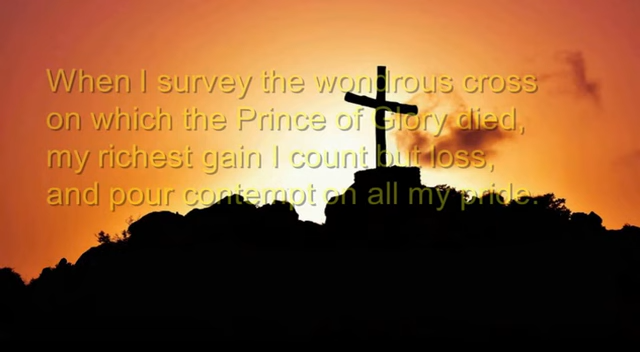 When I survey the wondrous cross
on which the Prince of Glory died,
my richest gain I count but loss,
and pour contempt on all my pride.